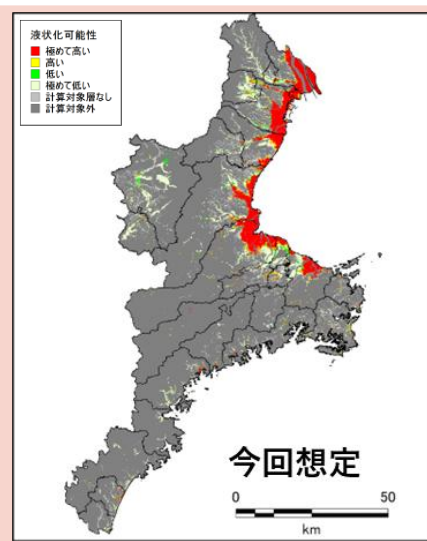 液状化可能性
極めて高い
高い
低い
極めて低い
計算対象層なし
計算対象外
今回想定
0 50
km